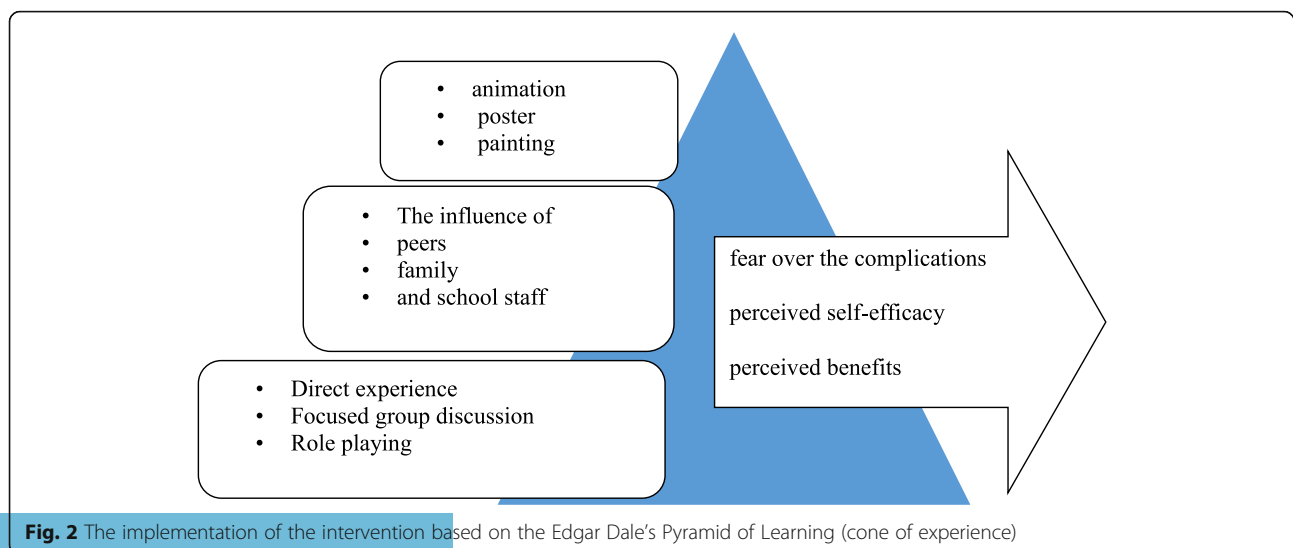 • animation
• poster
• painting
• The influence of
• peers
• family
• and school staff
• Direct experience
• Focused group discussion
• Role playing
fear over the complications
perceived self-efficacy
perceived benefits
Fig. 2 The implementation of the intervention based on the Edgar Dale's Pyramid of Learning (cone of experience)